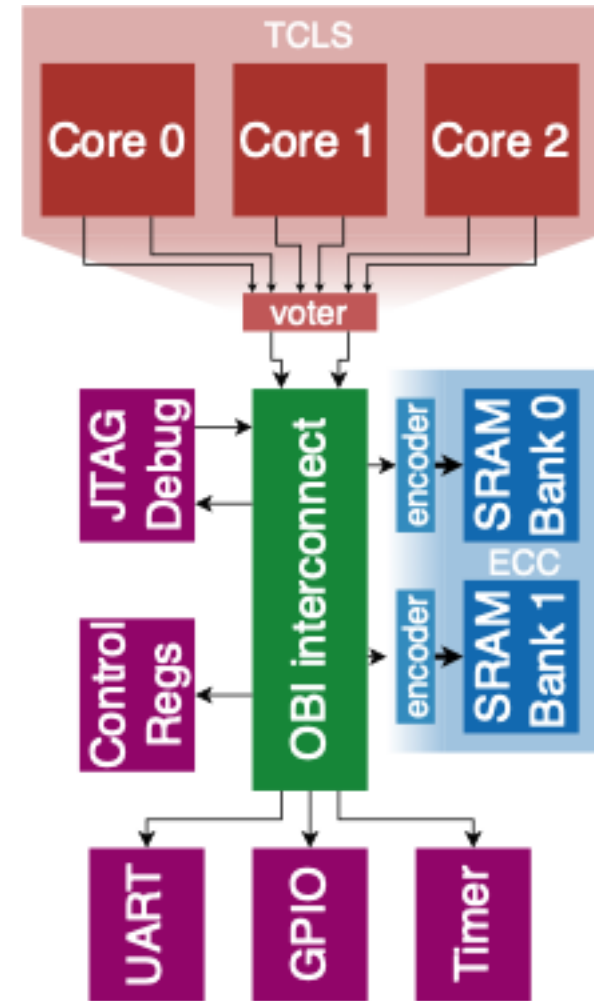 TCLS
Core 0
Core 1
Core 2
voter
JTAG
Debug
OBI interconnect
encoder
SRAM
Bank 0
ECC
Control
Regs
encoder
SRAM
Bank 1
UART
GPIO
Timer